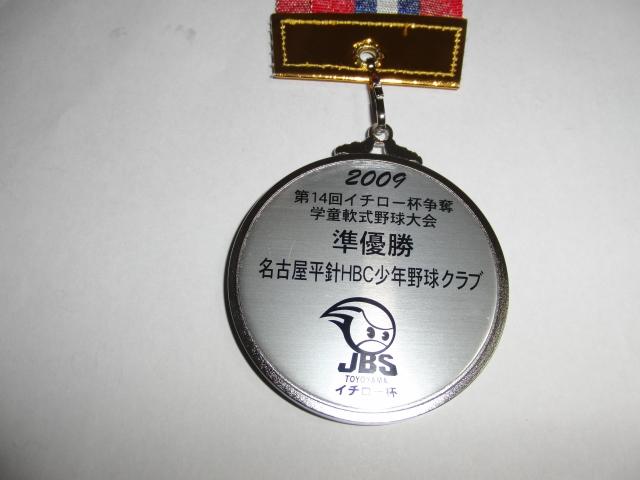 2009
第14回イチロー杯争奪
学童軟式野球大会
準優勝
名古屋平針HBC少年野球クラブ
JBS
TOYOYAMA
イチロー杯